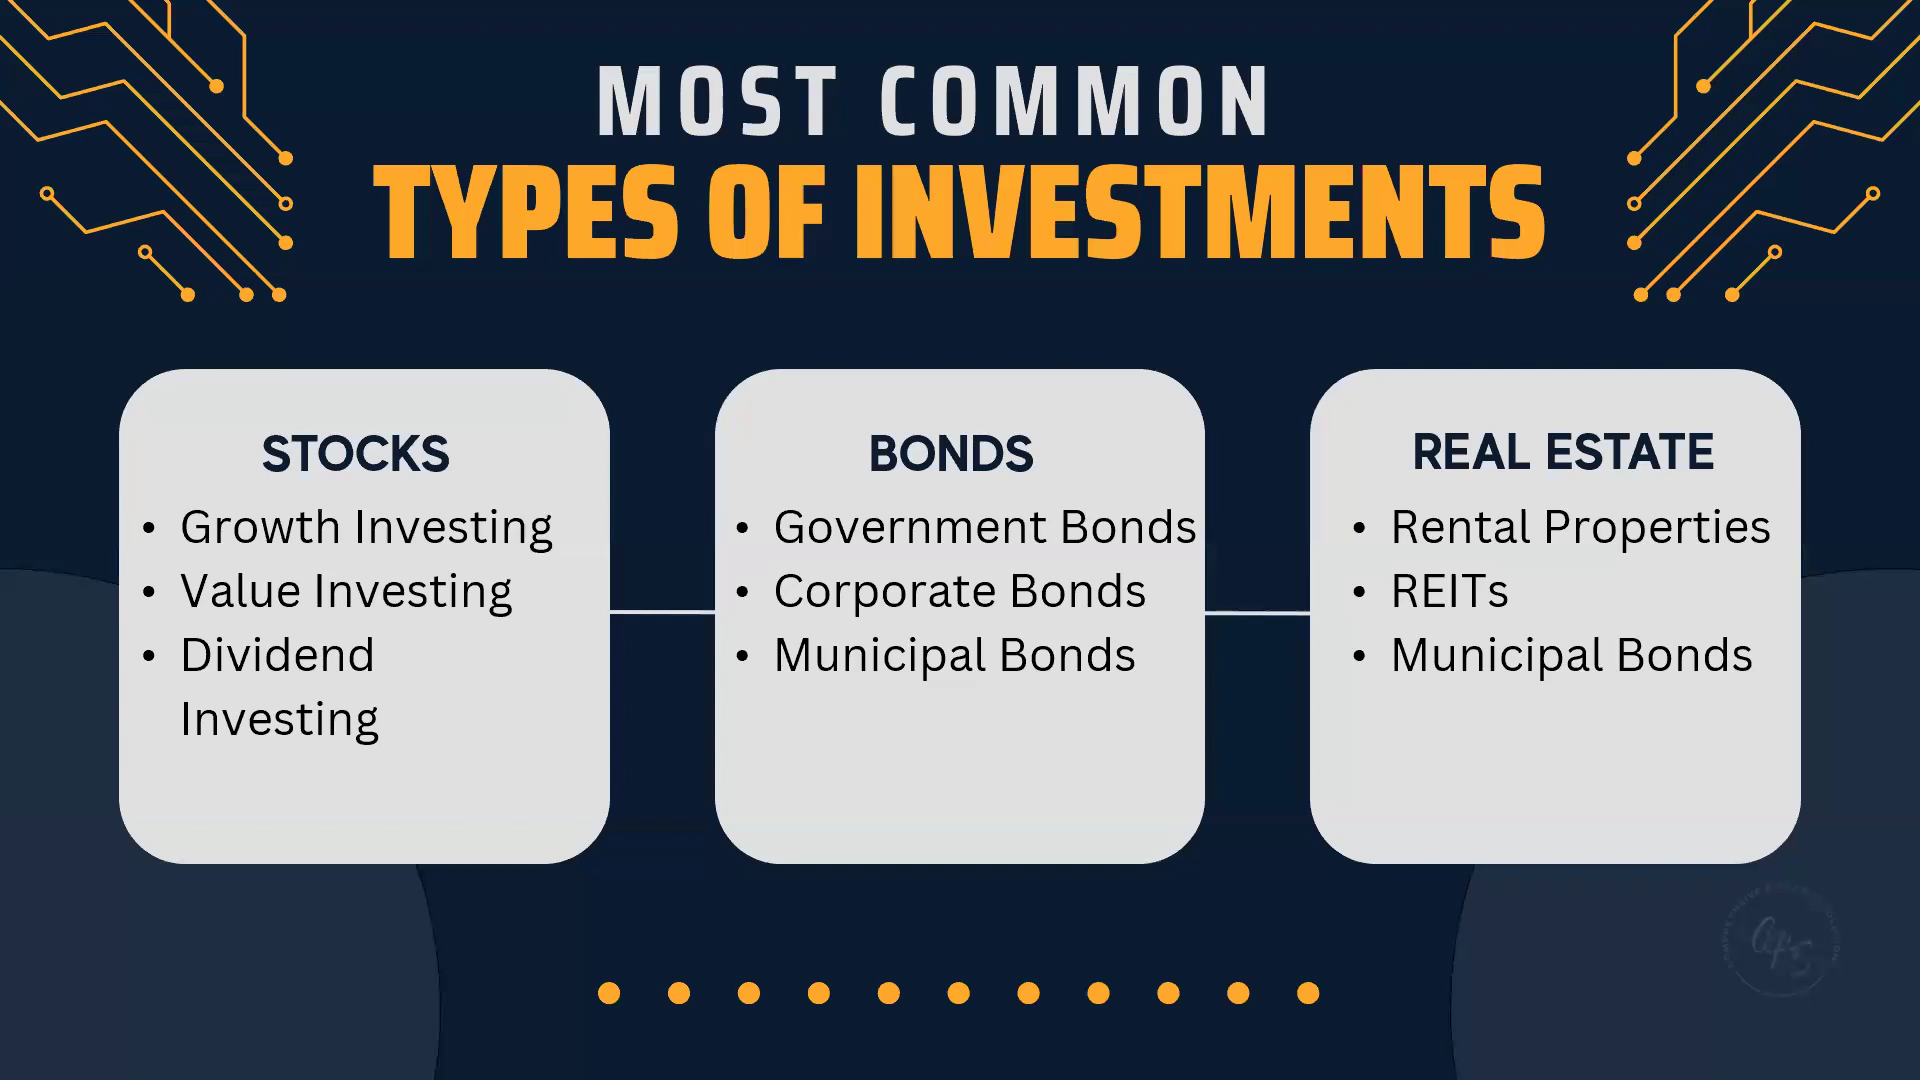 MOST COMMON
TYPES OF INVESTMENTS
STOCKS
• Growth Investing
• Value Investing
• Dividend
Investing
BONDS
• Government Bonds
• Corporate Bonds
• Municipal Bonds
REAL ESTATE
• Rental Properties
• REITs
• Municipal Bonds